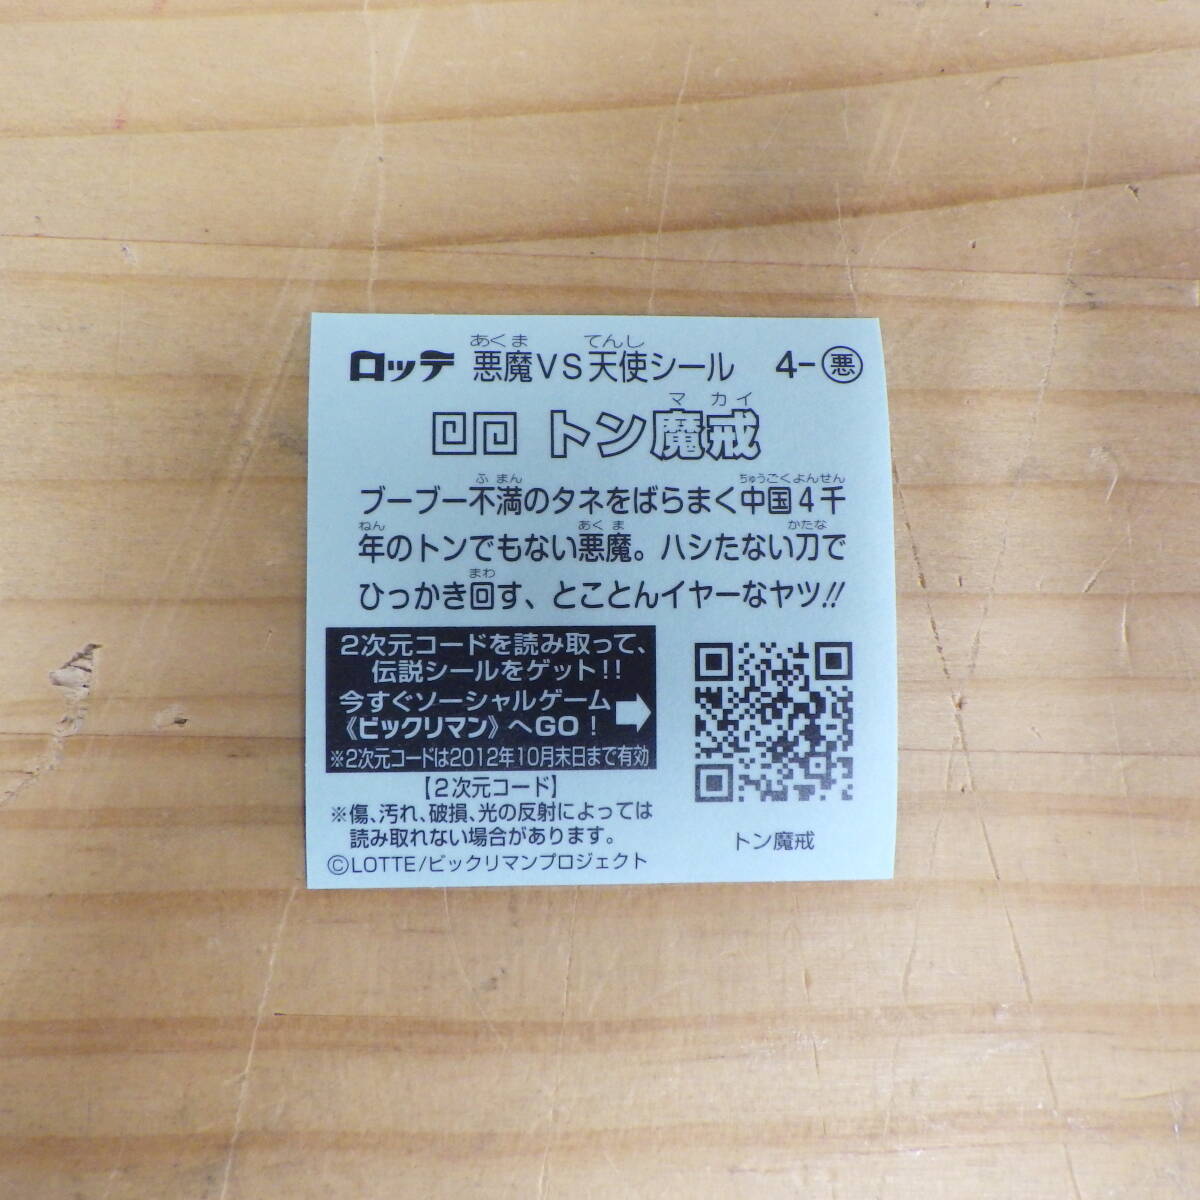 ロッテ 悪魔VS天使シール 4-悪
あくま てんし
トン魔戒
マカイ
ブーブー不満のタネをばらまく中国4千
ふまん ちゅうごくよんせん
年のトンでもない悪魔。ハシたない刀で
ねん あくま かたな
ひっかき回す、とことんイヤーなヤツ!!
まわ
2次元コードを読み取って、
伝説シールをゲット!!
今すぐソーシャルゲーム
《ビックリマン》へGO!
※2次元コードは2012年10月末日まで有効
【2次元コード】
※傷、汚れ、破損、光の反射によっては
読み取れない場合があります。
©LOTTE/ビックリマンプロジェクト
トン魔戒